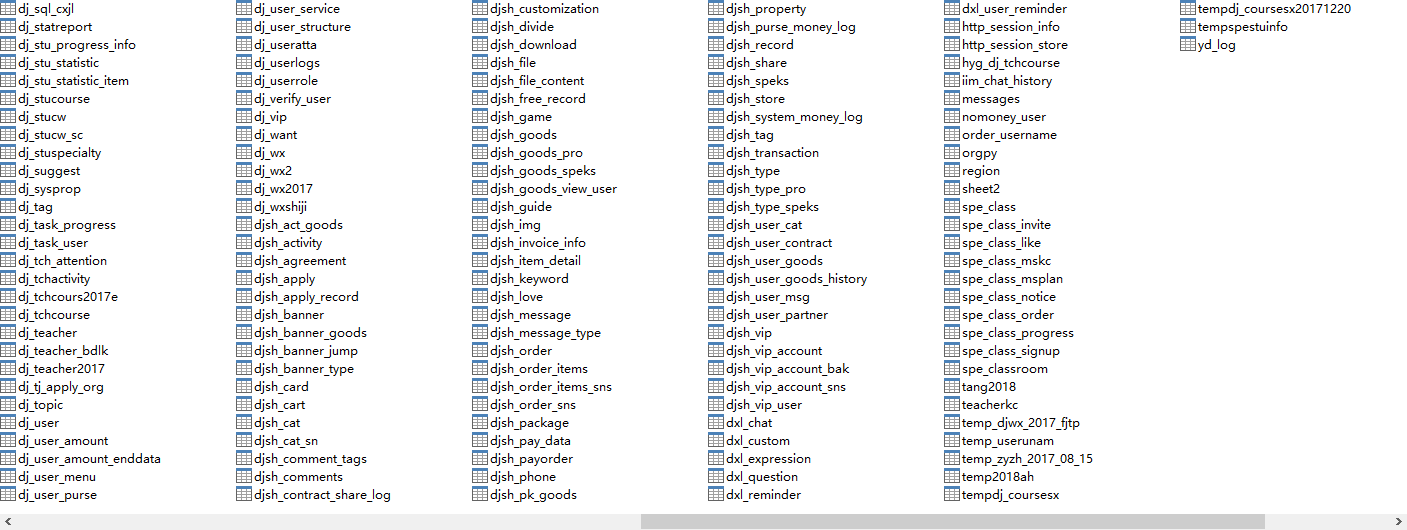 dj_sql_cxjl
dj_statreport
dj_stu_progress_info
dj_stu_statistic
dj_stu_statistic_item
dj_stucourse
dj_stucw
dj_stucw_sc
dj_stuspecialty
dj_suggest
dj_sysprop
dj_tag
dj_task_progress
dj_task_user
dj_tch_attention
dj_tchactivity
dj_tchcours2017e
dj_tchcourse
dj_teacher
dj_teacher_bdlk
dj_teacher2017
dj_tj_apply_org
dj_topic
dj_user
dj_user_amount
dj_user_amount_enddata
dj_user_menu
dj_user_purse
dj_user_service
dj_user_structure
dj_useratta
dj_userlogs
dj_userrole
dj_verify_user
dj_vip
dj_want
dj_wx
dj_wx2
dj_wx2017
dj_wxshiji
djsh_act_goods
djsh_activity
djsh_agreement
djsh_apply
djsh_apply_record
djsh_banner
djsh_banner_goods
djsh_banner_jump
djsh_banner_type
djsh_card
djsh_cart
djsh_cat
djsh_cat_sn
djsh_comment_tags
djsh_comments
djsh_contract_share_log
djsh_customization
djsh_divide
djsh_download
djsh_file
djsh_file_content
djsh_free_record
djsh_game
djsh_goods
djsh_goods_pro
djsh_goods_speks
djsh_goods_view_user
djsh_guide
djsh_img
djsh_invoice_info
djsh_item_detail
djsh_keyword
djsh_love
djsh_message
djsh_message_type
djsh_order
djsh_order_items
djsh_order_items_sns
djsh_order_sns
djsh_package
djsh_pay_data
djsh_payorder
djsh_phone
djsh_pk_goods
djsh_property
djsh_purse_money_log
djsh_record
djsh_share
djsh_speks
djsh_store
djsh_system_money_log
djsh_tag
djsh_transaction
djsh_type
djsh_type_pro
djsh_type_speks
djsh_user_cat
djsh_user_contract
djsh_user_goods
djsh_user_goods_history
djsh_user_msg
djsh_user_partner
djsh_vip
djsh_vip_account
djsh_vip_account_bak
djsh_vip_account_sns
djsh_vip_user
dxl_chat
dxl_custom
dxl_expression
dxl_question
dxl_reminder
dxl_user_reminder
http_session_info
http_session_store
hyg_dj_tchcourse
iim_chat_history
messages
nomoney_user
order_username
orgpy
region
sheet2
spe_class
spe_class_invite
spe_class_like
spe_class_mskc
spe_class_msplan
spe_class_notice
spe_class_order
spe_class_progress
spe_class_signup
spe_classroom
tang2018
teacherkc
temp_djwx_2017_fjtp
temp_userunam
temp_zyzh_2017_08_15
temp2018ah
tempdj_coursesx
tempdj_coursesx20171220
tempspestuinfo
yd_log